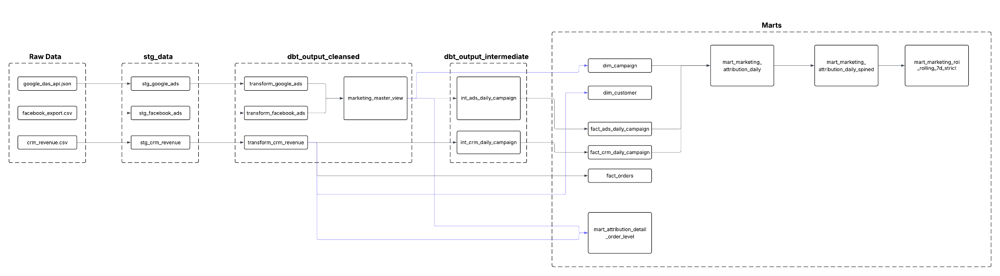 Marts
Raw Data
stg_data
dbt_output_cleansed
dbt_output_intermediate
google_das_api.json
facebook_export.csv
crm_revenue.csv
stg_google_ads
stg_facebook_ads
stg_crm_revenue
transform_google_ads
transform_facebook_ads
transform_crm_revenue
marketing_master_view
int_ads_daily_campaign
int_crm_daily_campaign
dim_campaign
dim_customer
fact_ads_daily_campaign
fact_crm_daily_campaign
fact_orders
mart_attribution_detail
_order_level
mart_marketing_
attribution_daily
mart_marketing_
attribution_daily_spined
mart_marketing_roi
_rolling_7d_strict